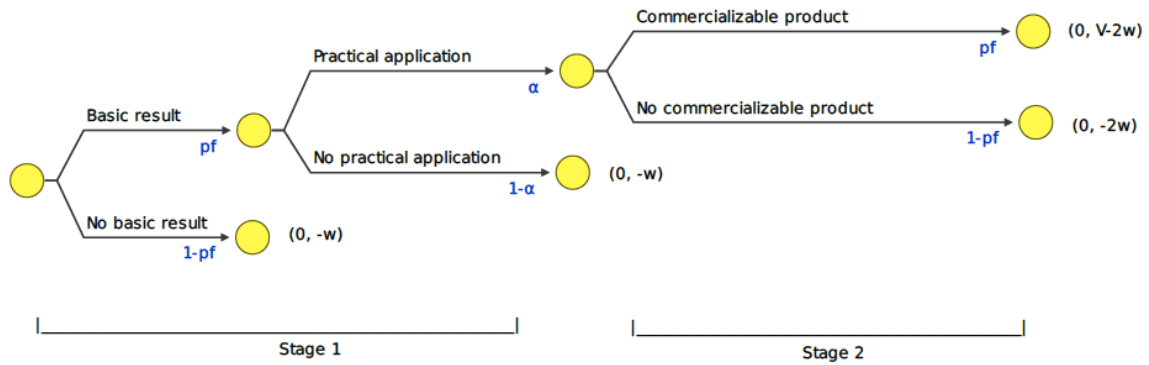 Commercializable product
pf
(0, V-2w)
Practical application
α
No commercializable product
1-pf
(0, -2w)
Basic result
pf
No practical application
1-α
(0, -w)
No basic result
1-pf
(0, -w)
Stage 1
Stage 2